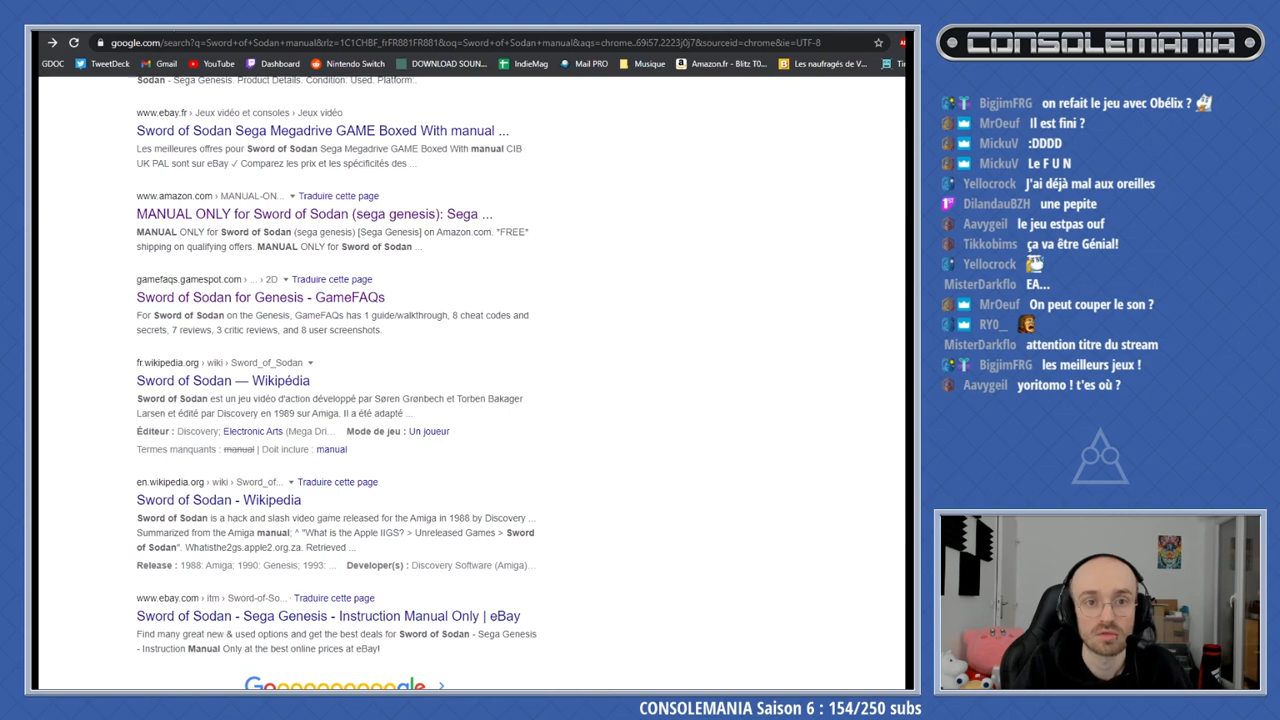 google.com/search?q=Sword+of+Sodan+manual&rlz=1C1CHBF_frFR881FR881&oq=Sword+of+Sodan+manual&aqs=chrome..69i57.2223j0j7&sourceid=chrome&ie=UTF-8
GDOC TweetDeck Gmail YouTube Dashboard Nintendo Switch DOWNLOAD SOUN... IndieMag Mail PRO Musique Amazon.fr - Blitz T0... Les naufragés de V...
Sodan - Sega Genesis. Product Details. Condition: Used. Platform:.
www.ebay.fr › Jeux vidéo et consoles › Jeux vidéo
Sword of Sodan Sega Megadrive GAME Boxed With manual ...
Les meilleures offres pour Sword of Sodan Sega Megadrive GAME Boxed With manual CIB
UK PAL sont sur eBay ✓ Comparez les prix et les spécificités des ...
www.amazon.com › MANUAL-ON... ▾ Traduire cette page
MANUAL ONLY for Sword of Sodan (sega genesis): Sega ...
MANUAL ONLY for Sword of Sodan (sega genesis) [Sega Genesis] on Amazon.com. *FREE*
shipping on qualifying offers. MANUAL ONLY for Sword of Sodan ...
gamefaqs.gamespot.com › ... › 2D ▾ Traduire cette page
Sword of Sodan for Genesis - GameFAQs
For Sword of Sodan on the Genesis, GameFAQs has 1 guide/walkthrough, 8 cheat codes and
secrets, 7 reviews, 3 critic reviews, and 8 user screenshots.
fr.wikipedia.org › wiki › Sword_of_Sodan ▾
Sword of Sodan — Wikipédia
Sword of Sodan est un jeu vidéo d'action développé par Søren Grønbech et Torben Bakager
Larsen et édité par Discovery en 1989 sur Amiga. Il a été adapté ...
Éditeur : Discovery; Electronic Arts (Mega Dri... Mode de jeu : Un joueur
Termes manquants : manual | Doit inclure : manual
en.wikipedia.org › wiki › Sword_of... ▾ Traduire cette page
Sword of Sodan - Wikipedia
Sword of Sodan is a hack and slash video game released for the Amiga in 1988 by Discovery ...
Summarized from the Amiga manual; ^ "What is the Apple IIGS? > Unreleased Games > Sword
of Sodan". Whatisthe2gs.apple2.org.za. Retrieved ...
Release : 1988: Amiga; 1990: Genesis; 1993: ... Developer(s) : Discovery Software (Amiga)...
www.ebay.com › itm › Sword-of-So... · Traduire cette page
Sword of Sodan - Sega Genesis - Instruction Manual Only | eBay
Find many great new & used options and get the best deals for Sword of Sodan - Sega Genesis
- Instruction Manual Only at the best online prices at eBay!
CONSOLEMANIA
BigjimFRG on refait le jeu avec Obélix ?
MrOeuf Il est fini ?
MickuV :DDDD
MickuV Le F U N
Yellocrock J'ai déjà mal aux oreilles
DilandauBZH une pepite
Aavygeil le jeu estpas ouf
Tikkobims ça va être Génial!
Yellocrock
MisterDarkflo EA...
MrOeuf On peut couper le son ?
RY0__
MisterDarkflo attention titre du stream
BigjimFRG les meilleurs jeux !
Aavygeil yoritomo ! t'es où ?
CONSOLEMANIA Saison 6 : 154/250 subs